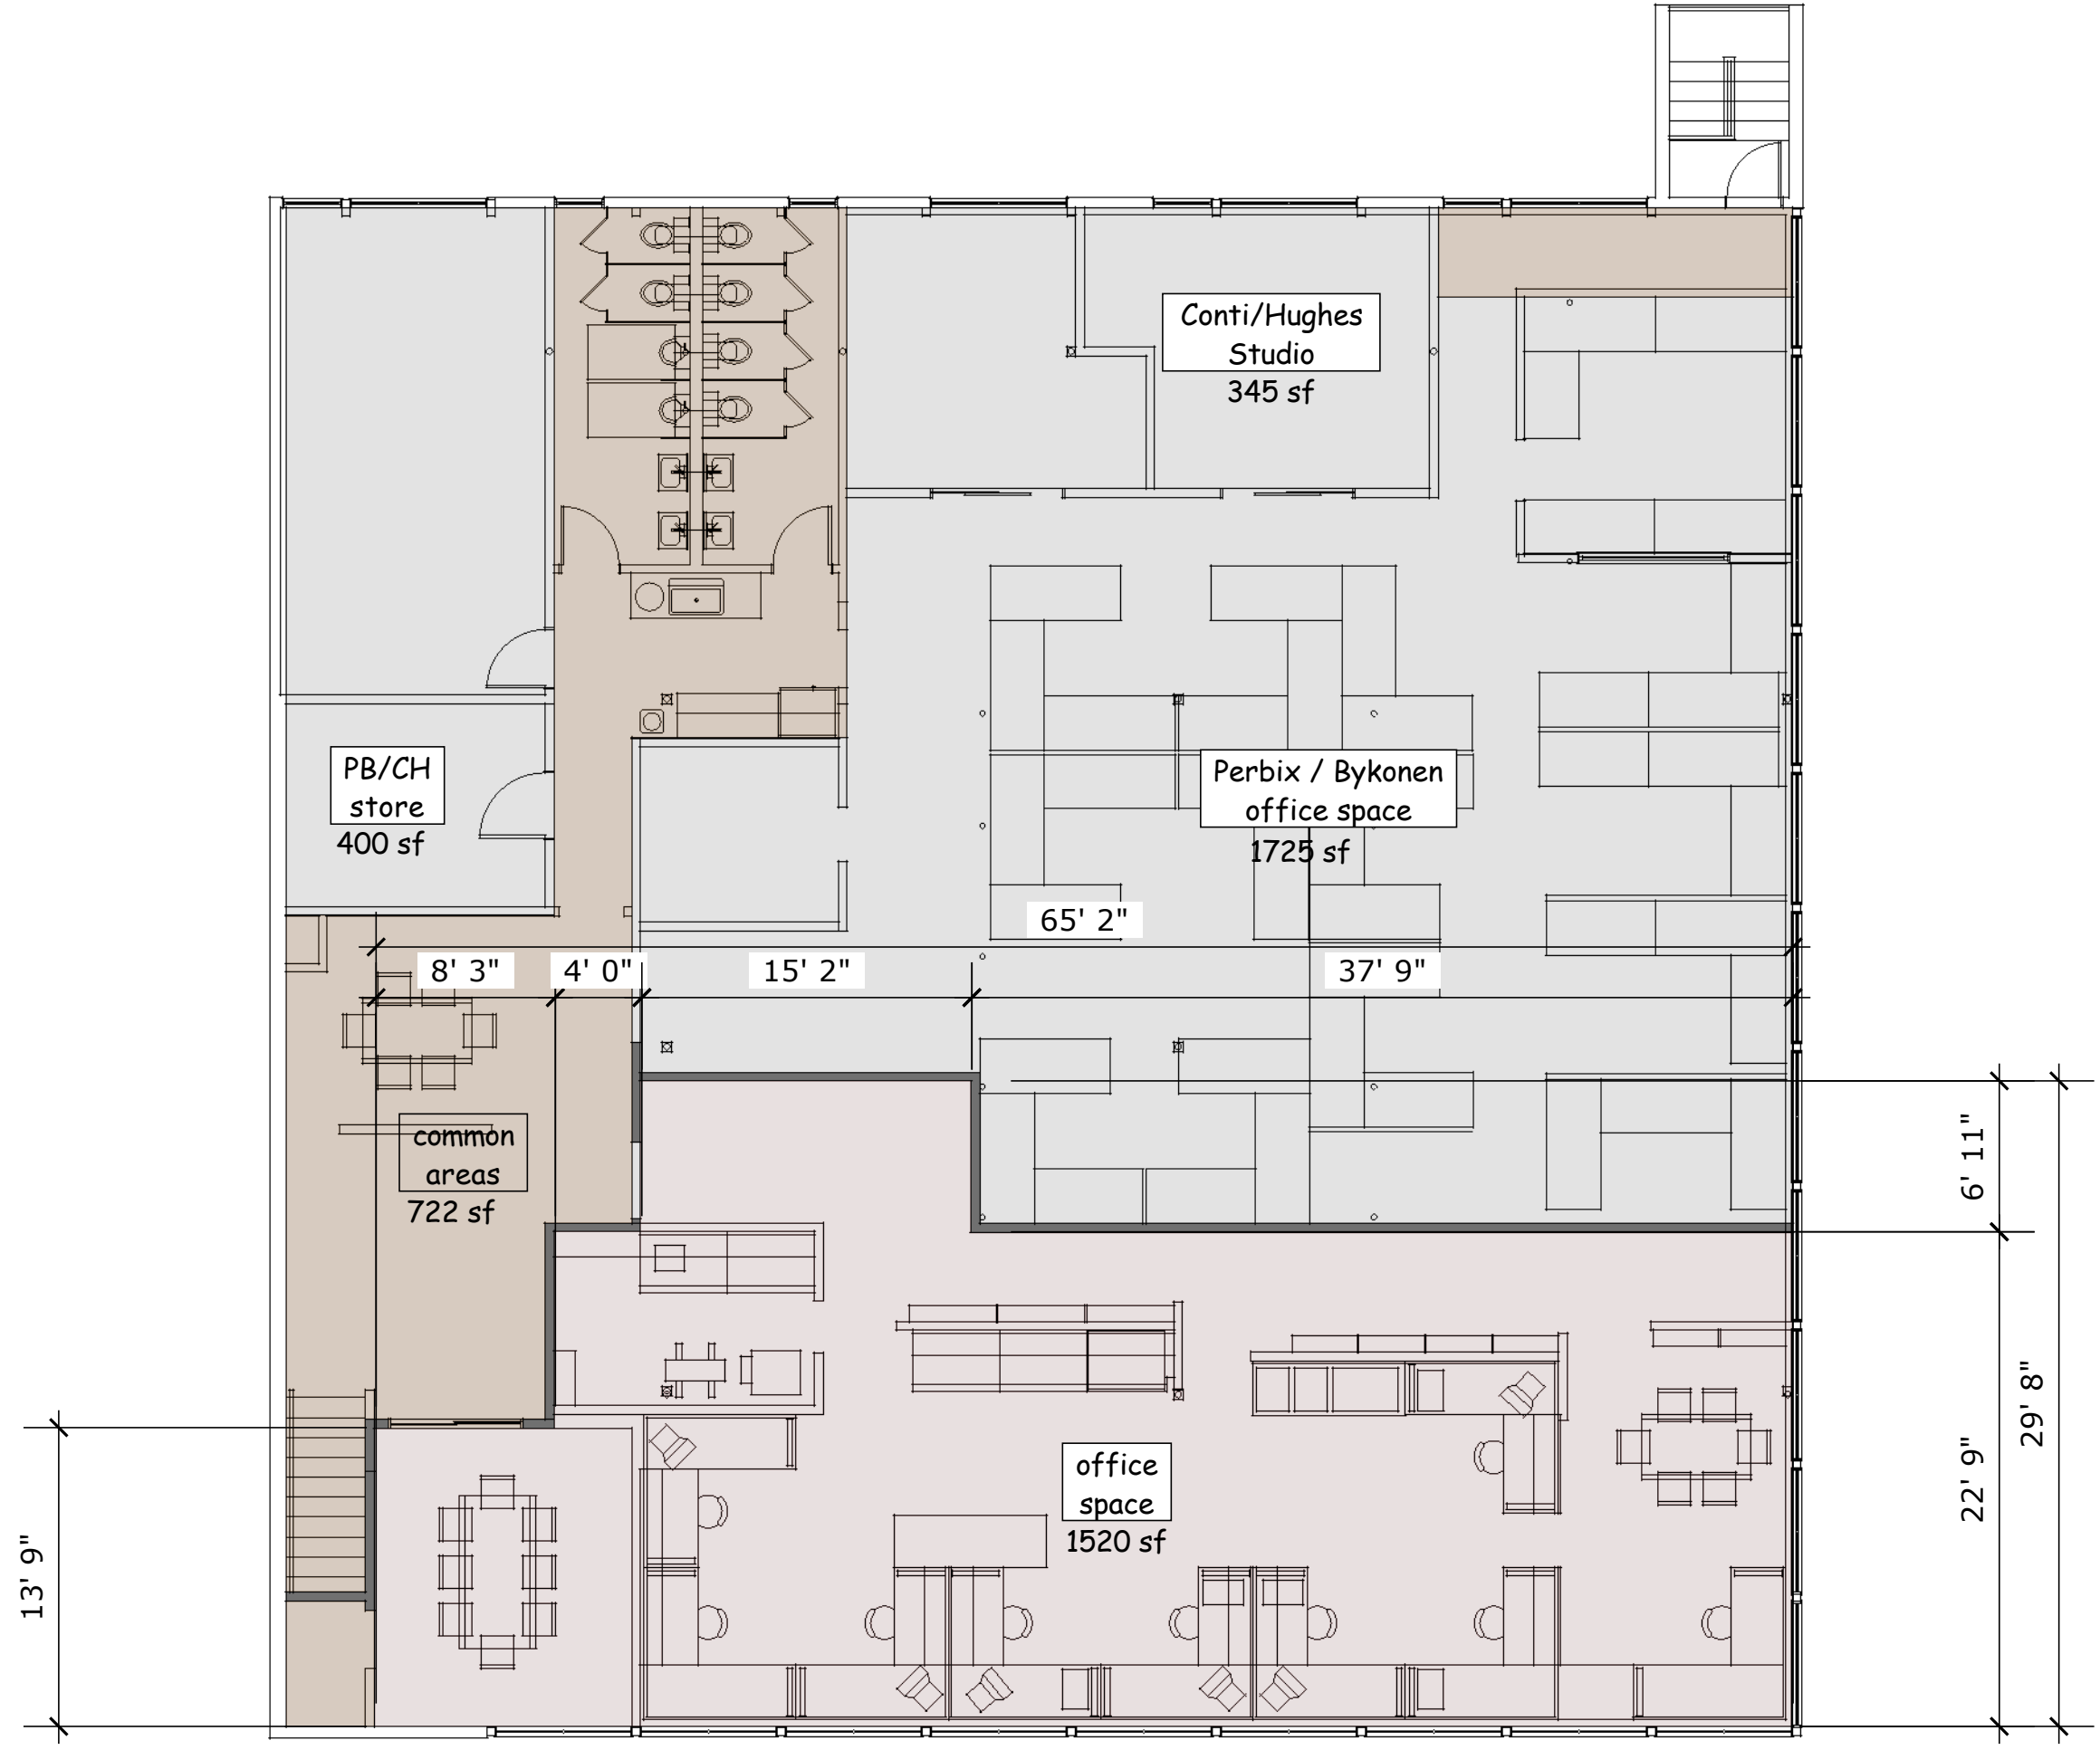 Conti/Hughes
Studio
345 sf
PB/CH
store
400 sf
Perbix / Bykonen
office space
1725 sf
65' 2"
8' 3"
4' 0"
15' 2"
37' 9"
common
areas
722 sf
6' 11"
29' 8"
22' 9"
office
space
1520 sf
13' 9"